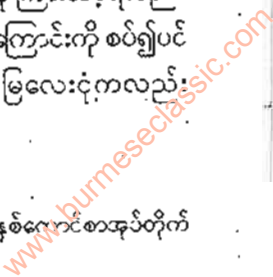 ကြောင်းကို စပ်၍ပင်
မြလေးငုံကလည်း
နှစ်ကောင်စာအုပ်တိုက်
www.burmeseclassic.com